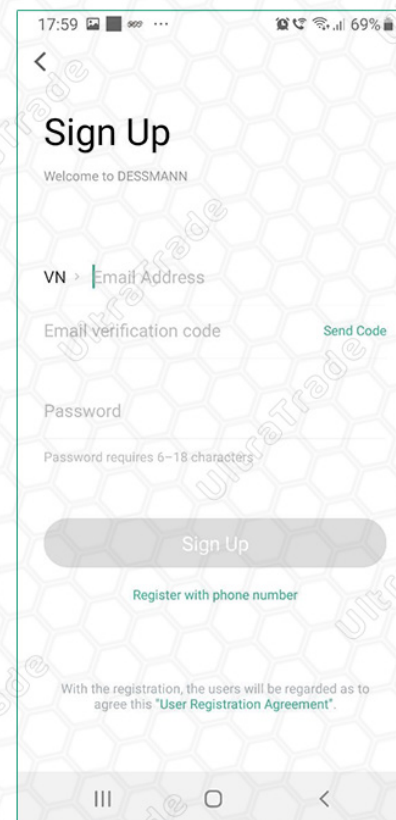 17:59 ... 69%
Sign Up
Welcome to DESSMANN
VN > Email Address
Email verification code Send Code
Password
Password requires 6–18 characters
Sign Up
Register with phone number
With the registration, the users will be regarded as to
agree this "User Registration Agreement".
UltraTrade
UltraTrade
UltraTrade
UltraTrade